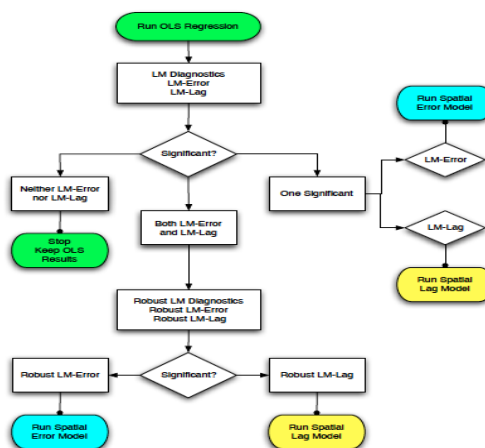 Run OLS Regression
LM Diagnostics
LM-Error
LM-Lag
Significant?
Neither LM-Error
nor LM-Lag
Stop
Keep OLS
Results
Both LM-Error
and LM-Lag
One Significant
LM-Error
Run Spatial
Error Model
LM-Lag
Run Spatial
Lag Model
Robust LM Diagnostics
Robust LM-Error
Robust LM-Lag
Significant?
Robust LM-Error
Robust LM-Lag
Run Spatial
Error Model
Run Spatial
Lag Model